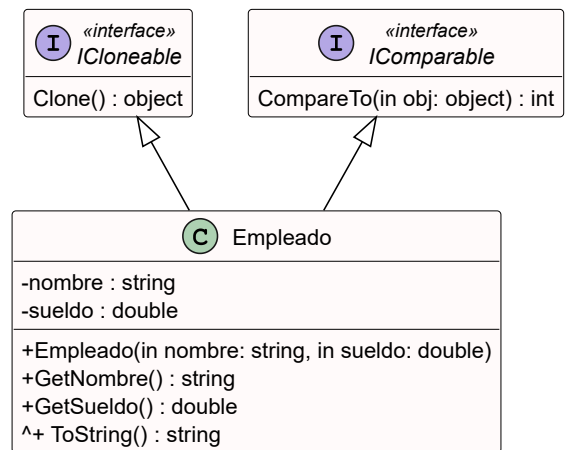 I
«interface»
ICloneable
Clone() : object
I
«interface»
IComparable
CompareTo(in obj: object) : int
C
Empleado
-nombre : string
-sueldo : double
+Empleado(in nombre: string, in sueldo: double)
+GetNombre() : string
+GetSueldo() : double
^+ ToString() : string